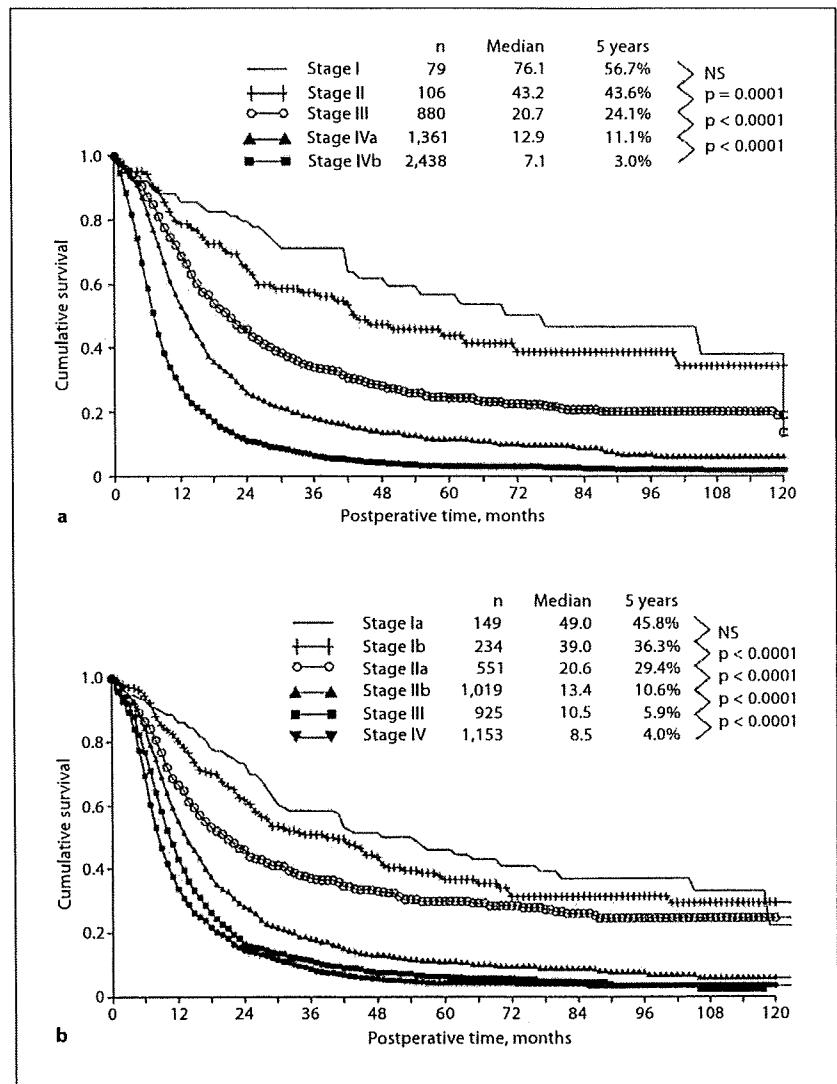 n Median 5 years
Stage I 79 76.1 56.7%
NS
Stage II 106 43.2 43.6%
p = 0.0001
Stage III 880 20.7 24.1%
p < 0.0001
Stage IVa 1,361 12.9 11.1%
p < 0.0001
Stage IVb 2,438 7.1 3.0%
1.0
0.8
0.6
0.4
0.2
0
Cumulative survival
0 12 24 36 48 60 72 84 96 108 120
a
Postperative time, months
n Median 5 years
Stage Ia 149 49.0 45.8%
NS
Stage Ib 234 39.0 36.3%
p < 0.0001
Stage IIa 551 20.6 29.4%
p < 0.0001
Stage IIb 1,019 13.4 10.6%
p < 0.0001
Stage III 925 10.5 5.9%
p < 0.0001
Stage IV 1,153 8.5 4.0%
1.0
0.8
0.6
0.4
0.2
0
Cumulative survival
0 12 24 36 48 60 72 84 96 108 120
b
Postperative time, months